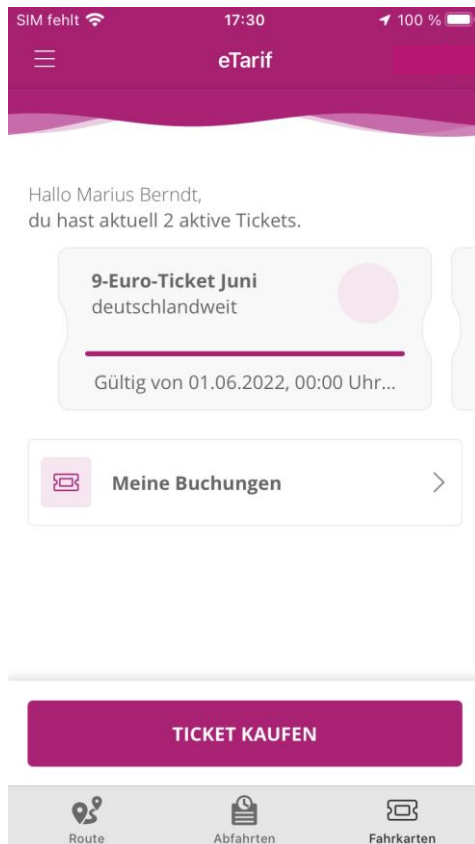 SIM fehlt 17:30 100 %
eTarif
Hallo Marius Berndt,
du hast aktuell 2 aktive Tickets.
9-Euro-Ticket Juni
deutschlandweit
Gültig von 01.06.2022, 00:00 Uhr...
Meine Buchungen
TICKET KAUFEN
Route Abfahrten Fahrkarten